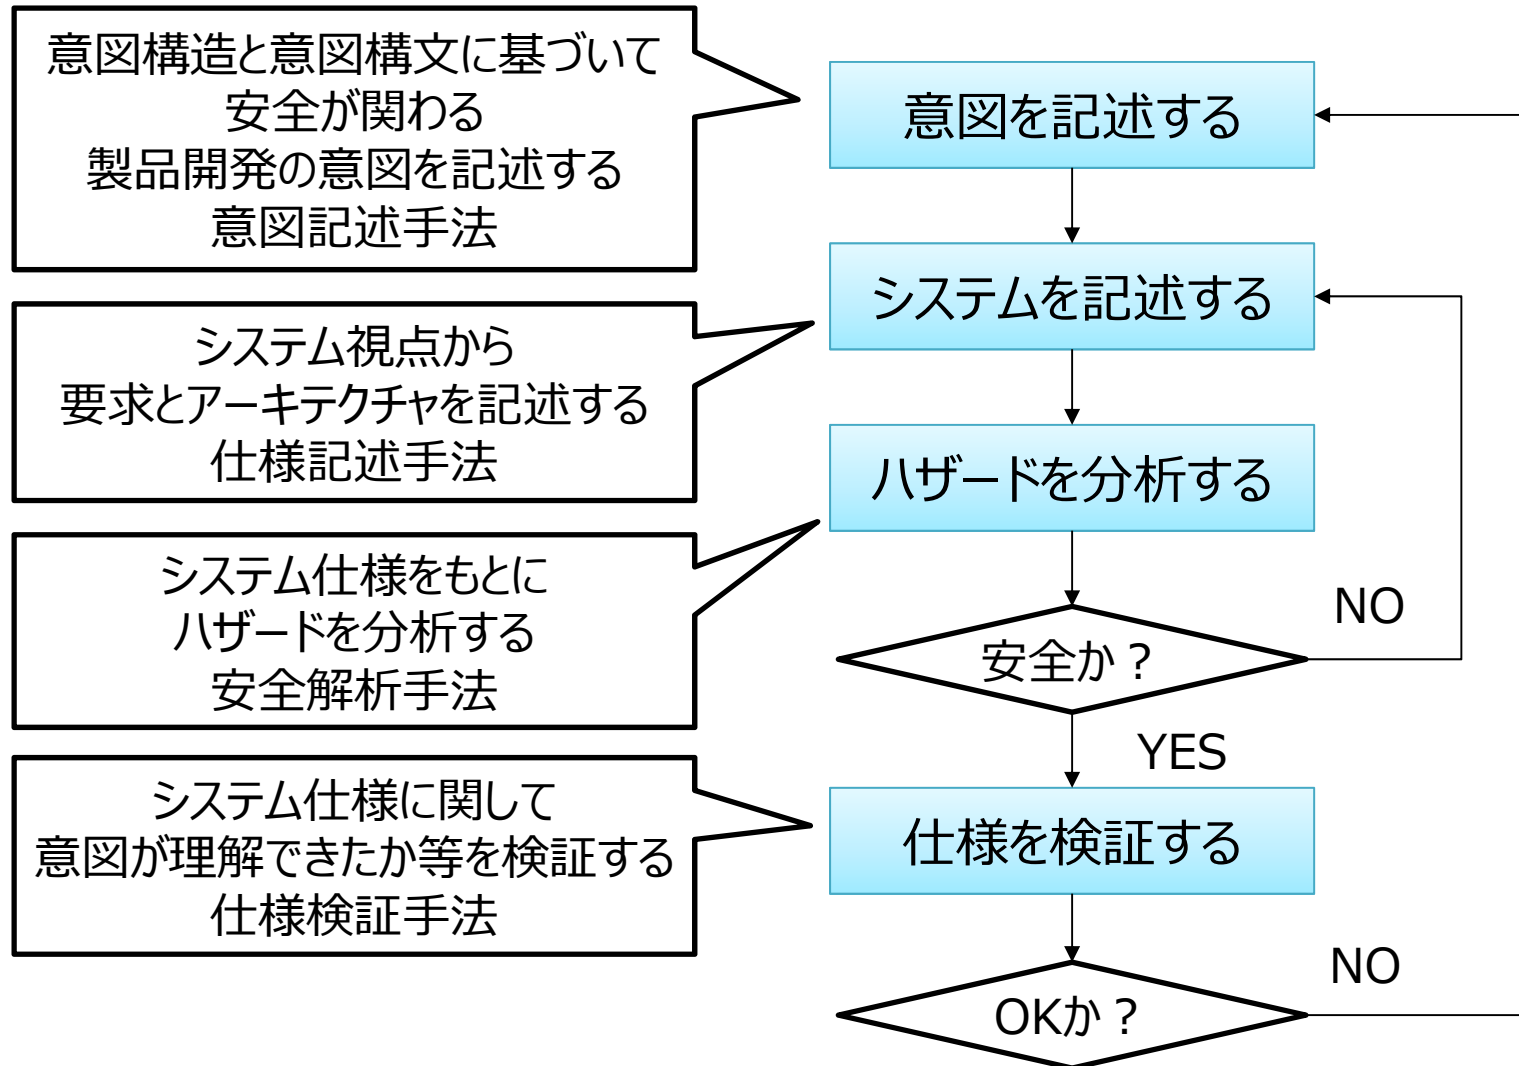 意図構造と意図構文に基づいて
安全が関わる
製品開発の意図を記述する
意図記述手法
意図を記述する
システム視点から
要求とアーキテクチャを記述する
仕様記述手法
システムを記述する
システム仕様をもとに
ハザードを分析する
安全解析手法
ハザードを分析する
安全か？
NO
YES
システム仕様に関して
意図が理解できたか等を検証する
仕様検証手法
仕様を検証する
OKか？
NO